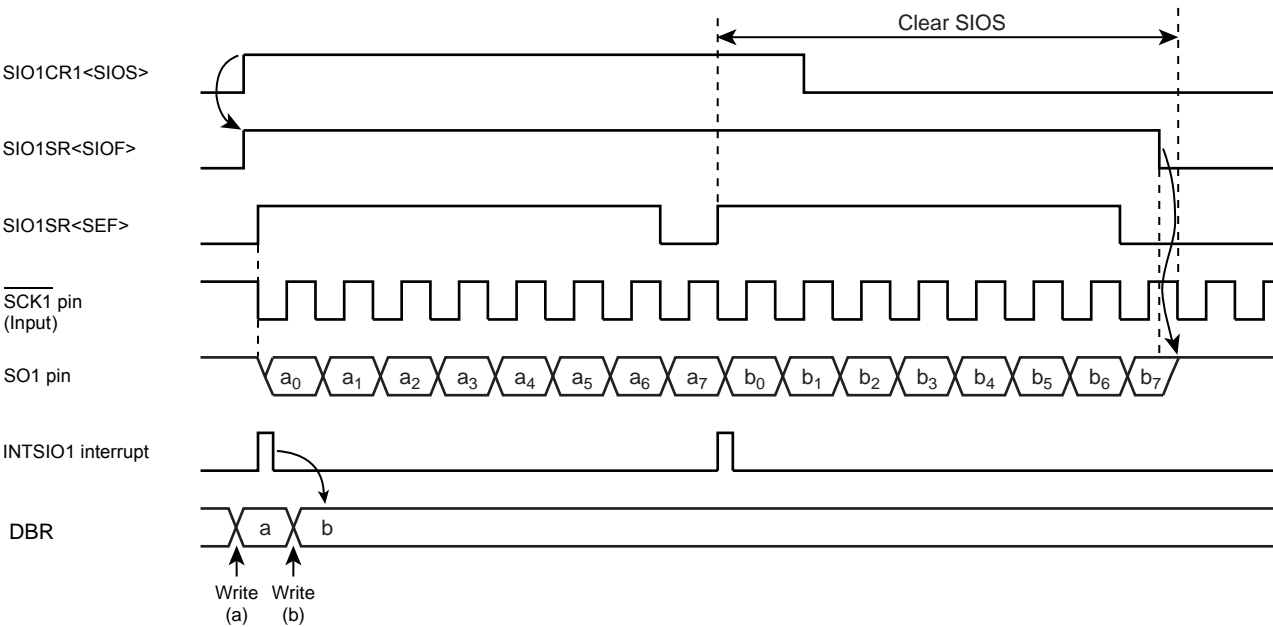 Clear SIOS
SIO1CR1<SIOS>
SIO1SR<SIOF>
SIO1SR<SEF>
SCK1 pin
(Input)
SO1 pin
a0 a1 a2 a3 a4 a5 a6 a7 b0 b1 b2 b3 b4 b5 b6 b7
INTSIO1 interrupt
DBR
a b
Write Write
(a) (b)